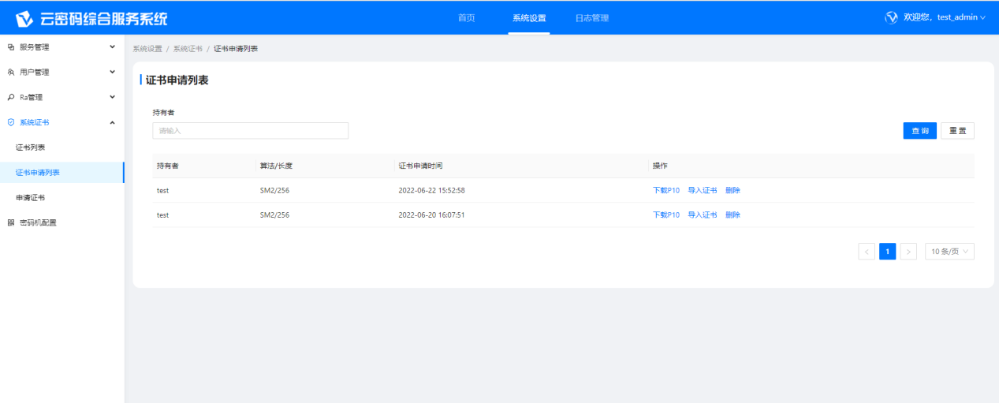 云密码综合服务系统 首页 系统设置 日志管理 欢迎您，test_admin
服务管理
用户管理
Ra管理
系统证书
证书列表
证书申请列表
申请证书
密码机配置
系统设置 / 系统证书 / 证书申请列表
证书申请列表
持有者
请输入 查 询 重 置
持有者 算法/长度 证书申请时间 操作
test SM2/256 2022-06-22 15:52:58 下载P10 导入证书 删除
test SM2/256 2022-06-20 16:07:51 下载P10 导入证书 删除
< 1 > 10 条/页